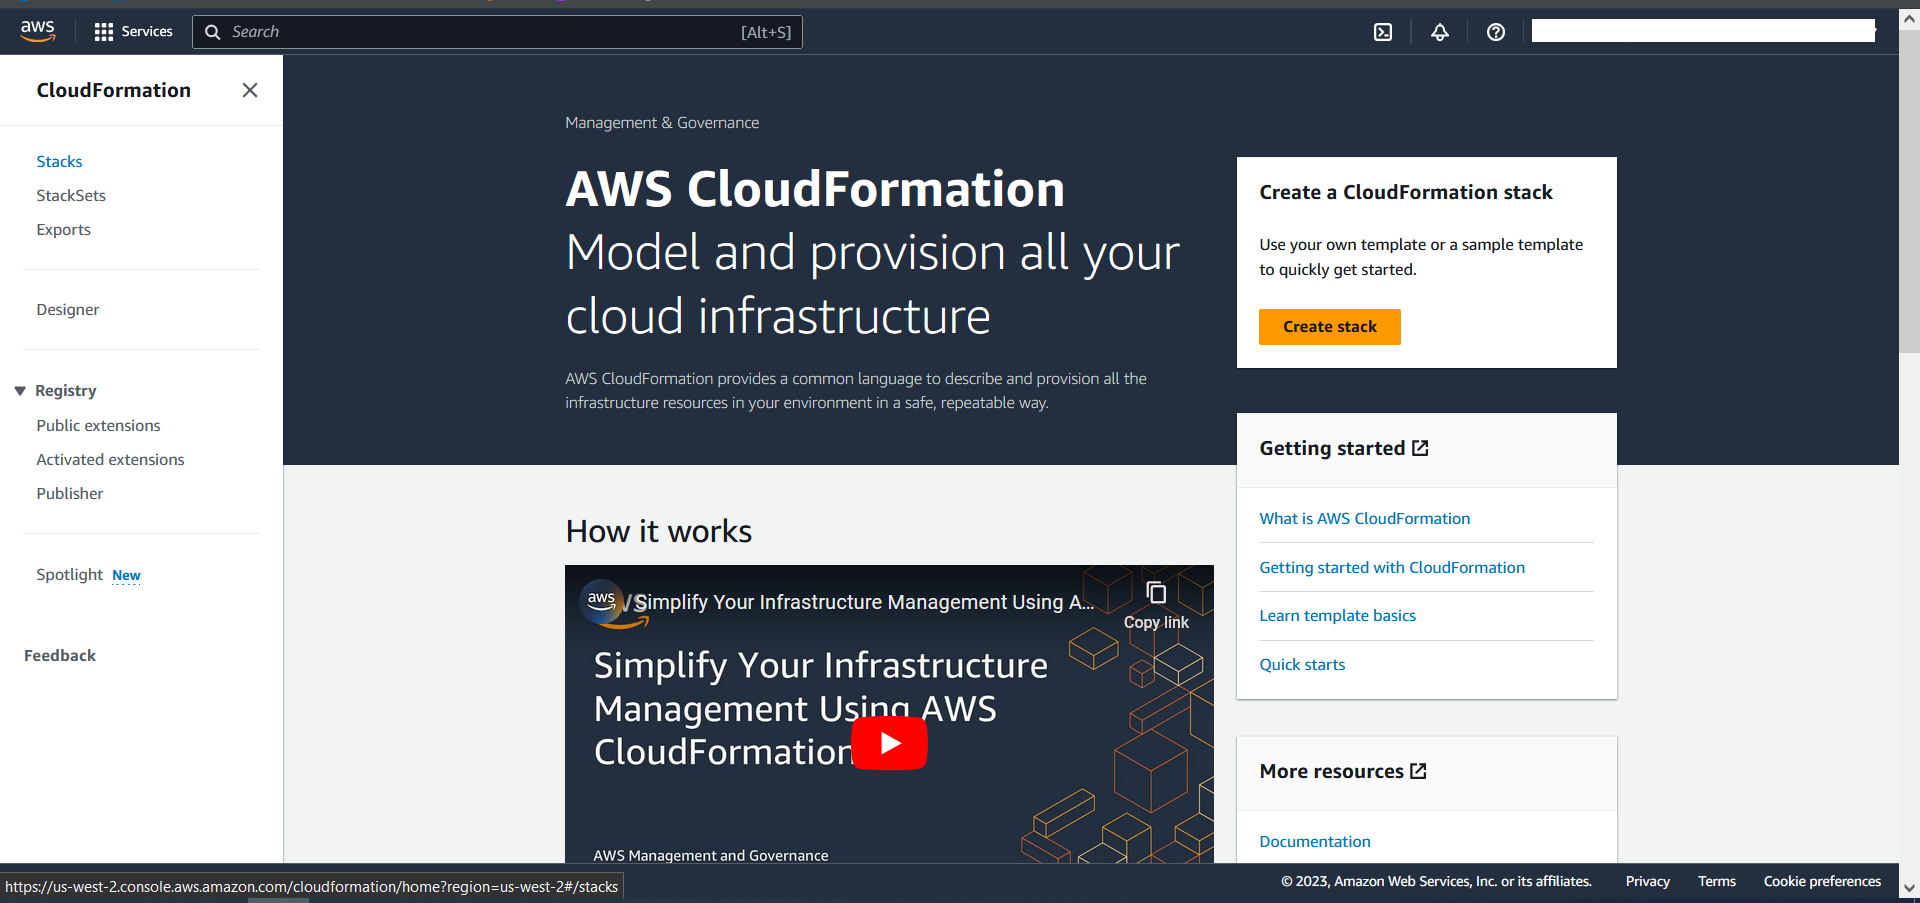 aws
Services
Search
[Alt+S]
CloudFormation
Stacks
StackSets
Exports
Designer
Registry
Public extensions
Activated extensions
Publisher
Spotlight New
Feedback
Management & Governance
AWS CloudFormation
Model and provision all your
cloud infrastructure
AWS CloudFormation provides a common language to describe and provision all the
infrastructure resources in your environment in a safe, repeatable way.
Create a CloudFormation stack
Use your own template or a sample template
to quickly get started.
Create stack
Getting started
What is AWS CloudFormation
Getting started with CloudFormation
Learn template basics
Quick starts
How it works
aws
Simplify Your Infrastructure Management Using A...
Copy link
Simplify Your Infrastructure
Management Using AWS
CloudFormation
AWS Management and Governance
More resources
Documentation
https://us-west-2.console.aws.amazon.com/cloudformation/home?region=us-west-2#/stacks
© 2023, Amazon Web Services, Inc. or its affiliates.
Privacy
Terms
Cookie preferences